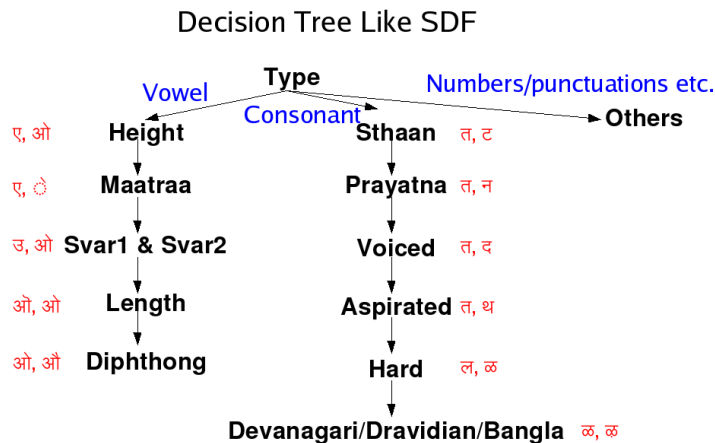 Decision Tree Like SDF
Type
Vowel
Consonant
Numbers/punctuations etc.
ए, ओ Height
Sthaan त, ट
Others
ए, े Maatraa
Prayatna त, न
उ, ओ Svar1 & Svar2
Voiced त, द
ऒ, ओ Length
Aspirated त, थ
ओ, औ Diphthong
Hard ल, ळ
Devanagari/Dravidian/Bangla ळ, ऴ